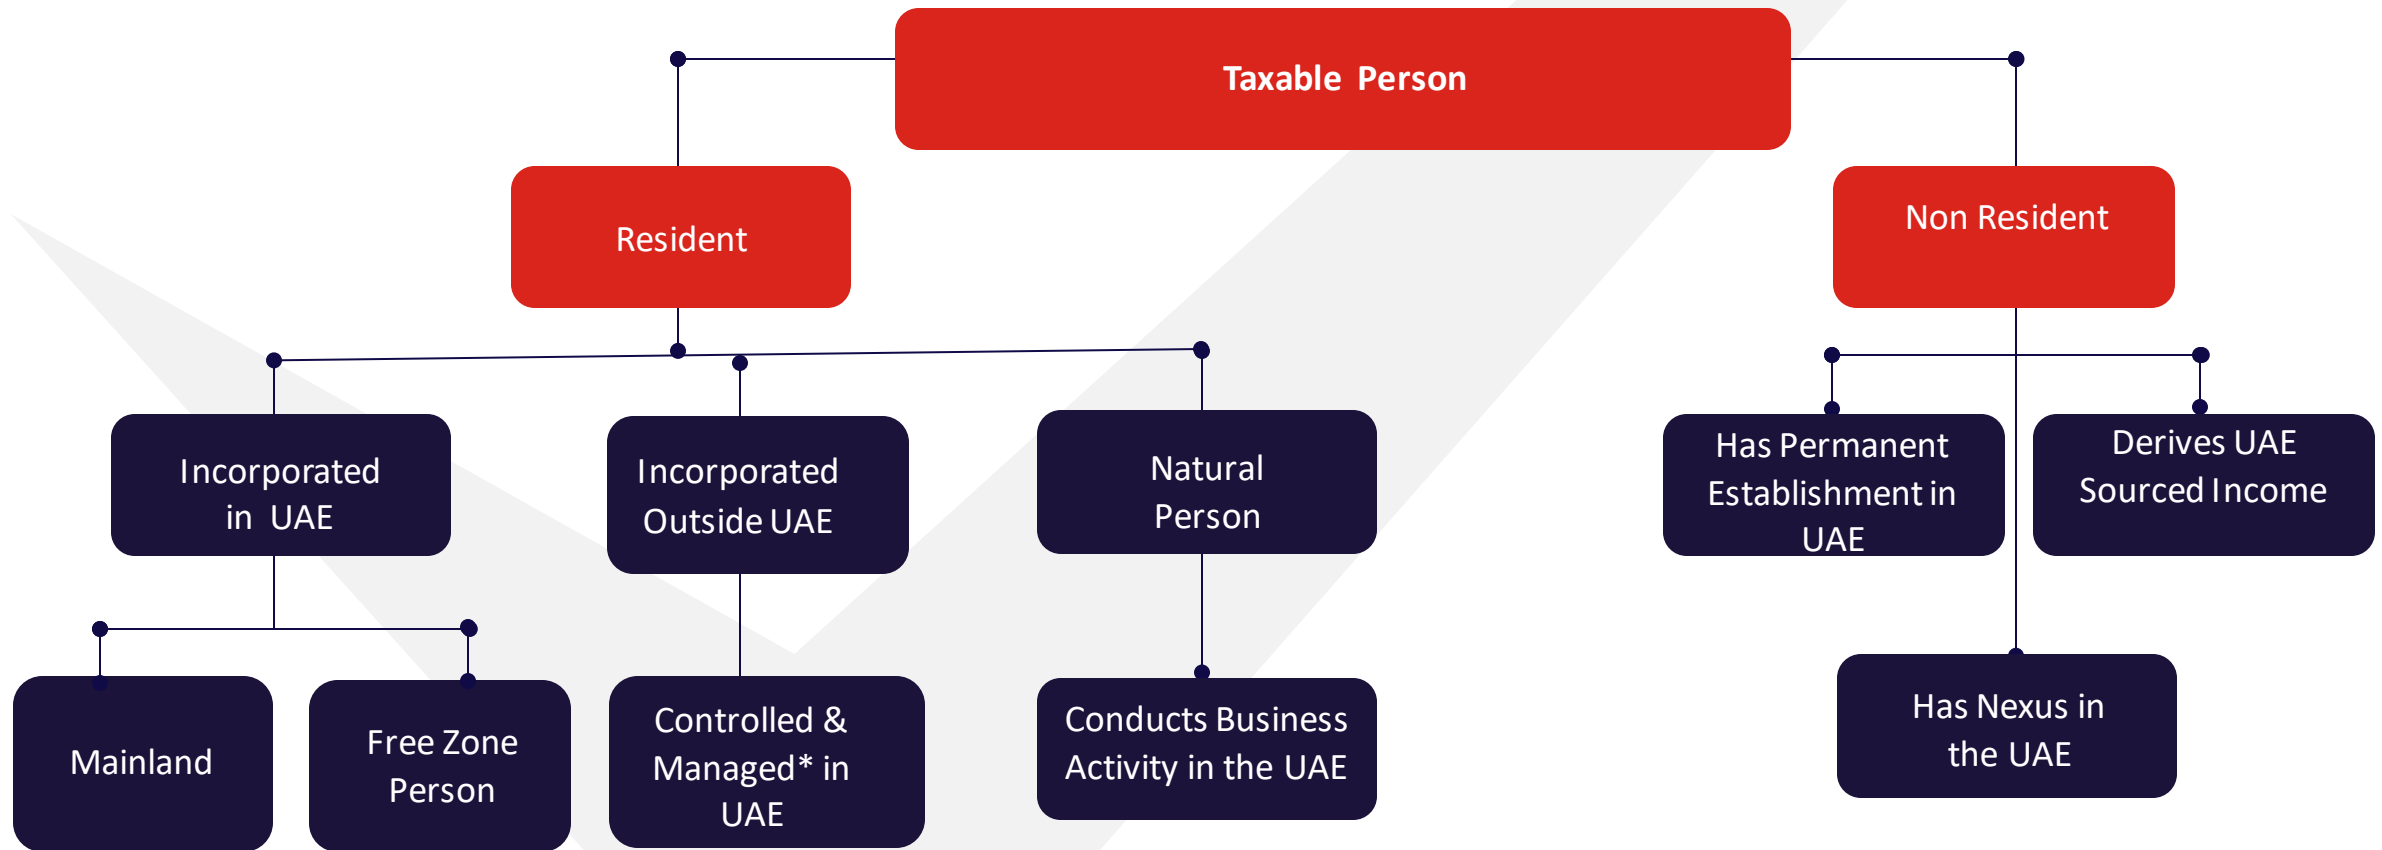 Taxable Person
Resident
Non Resident
Incorporated
in UAE
Incorporated
Outside UAE
Natural
Person
Has Permanent
Establishment in
UAE
Derives UAE
Sourced Income
Mainland
Free Zone
Person
Controlled &
Managed* in
UAE
Conducts Business
Activity in the UAE
Has Nexus in
the UAE